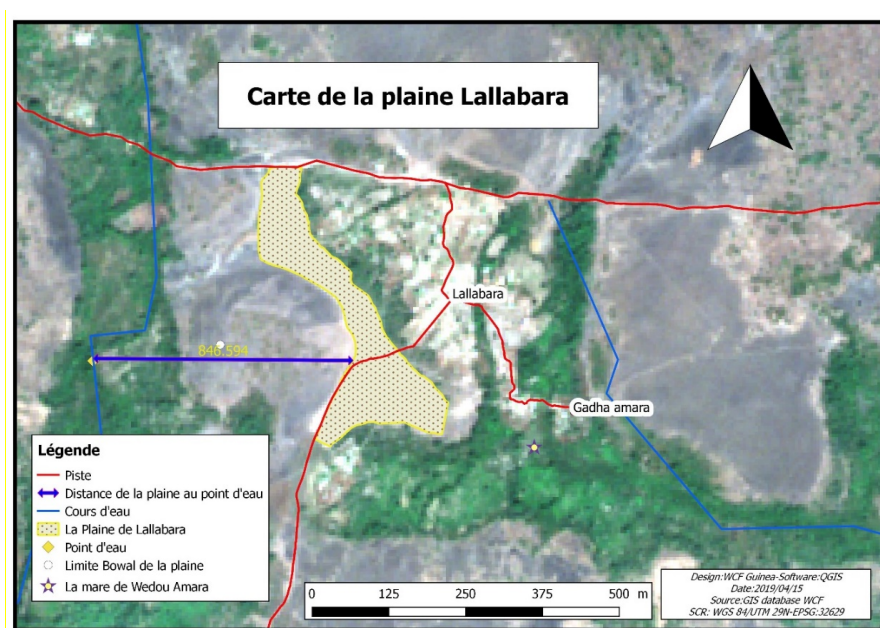 Carte de la plaine Lallabara
Lallabara
846,594
Gadha amara
Légende
Piste
Distance de la plaine au point d'eau
Cours d'eau
La Plaine de Lallabara
Point d'eau
Limite Bowal de la plaine
La mare de Wedou Amara
0 125 250 375 500 m
Design:WCF Guinea-Software:QGIS
Date:2019/04/15
Source:GIS database WCF
SCR: WGS 84/UTM 29N-EPSG:32629